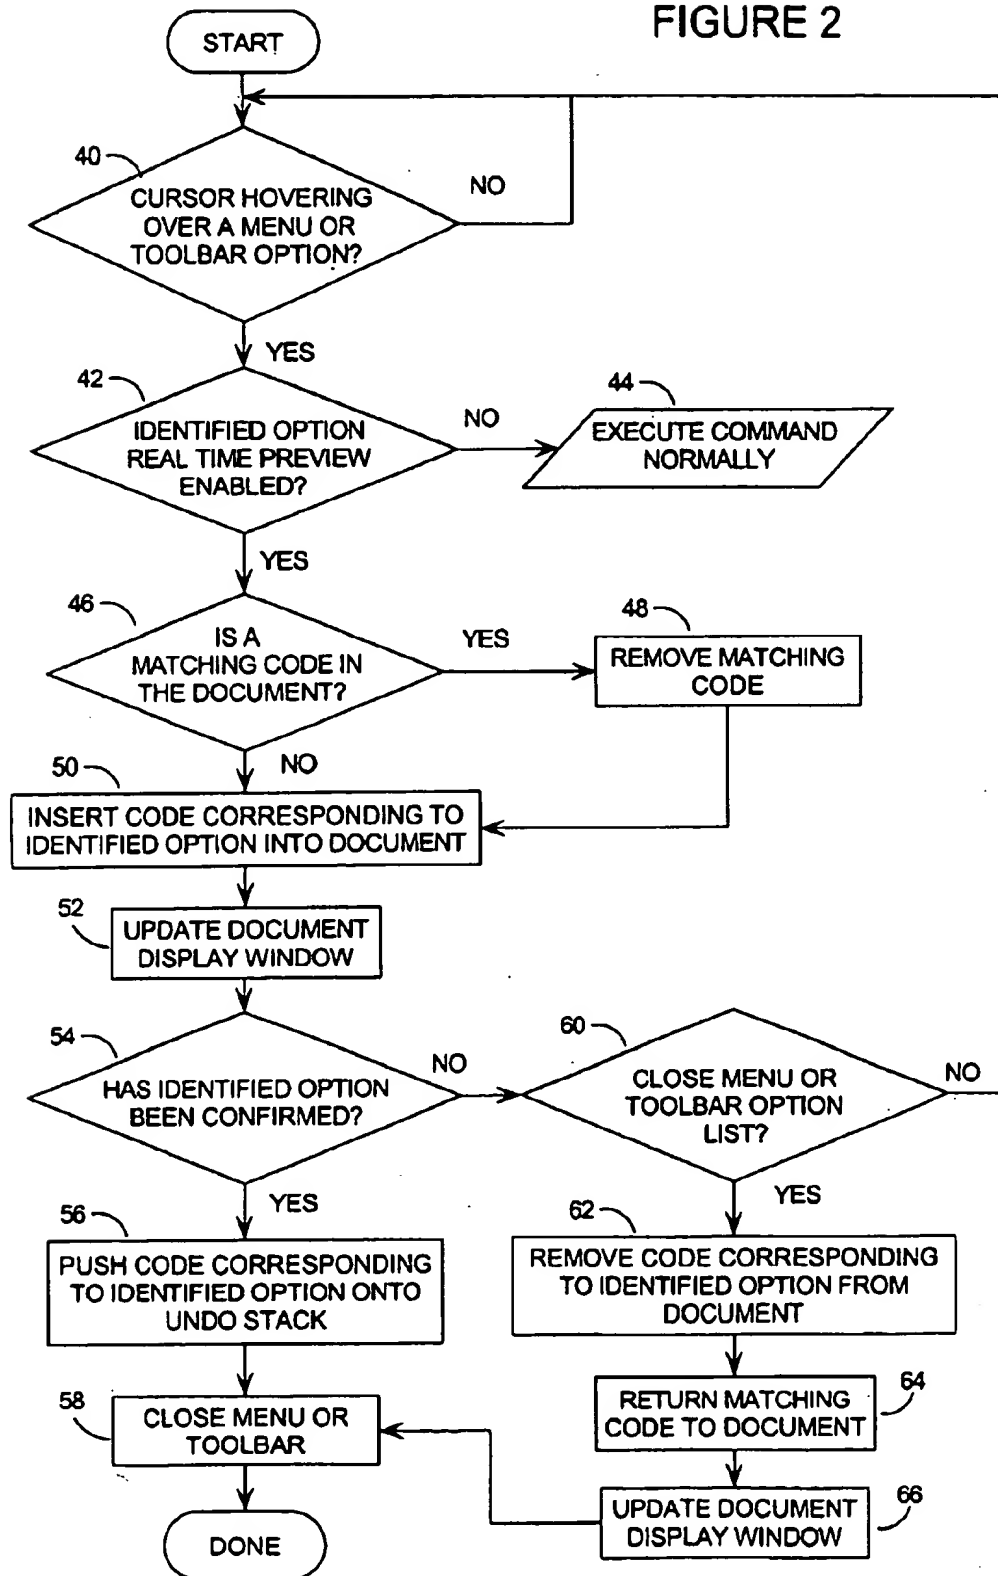 FIGURE 2
START
40
CURSOR HOVERING
OVER A MENU OR
TOOLBAR OPTION?
NO
YES
42
IDENTIFIED OPTION
REAL TIME PREVIEW
ENABLED?
NO
44
EXECUTE COMMAND
NORMALLY
YES
46
IS A
MATCHING CODE IN
THE DOCUMENT?
YES
48
REMOVE MATCHING
CODE
NO
50
INSERT CODE CORRESPONDING TO
IDENTIFIED OPTION INTO DOCUMENT
52
UPDATE DOCUMENT
DISPLAY WINDOW
54
HAS IDENTIFIED OPTION
BEEN CONFIRMED?
NO
60
CLOSE MENU OR
TOOLBAR OPTION
LIST?
NO
YES
56
PUSH CODE CORRESPONDING
TO IDENTIFIED OPTION ONTO
UNDO STACK
YES
62
REMOVE CODE CORRESPONDING
TO IDENTIFIED OPTION FROM
DOCUMENT
58
CLOSE MENU OR
TOOLBAR
64
RETURN MATCHING
CODE TO DOCUMENT
66
UPDATE DOCUMENT
DISPLAY WINDOW
DONE